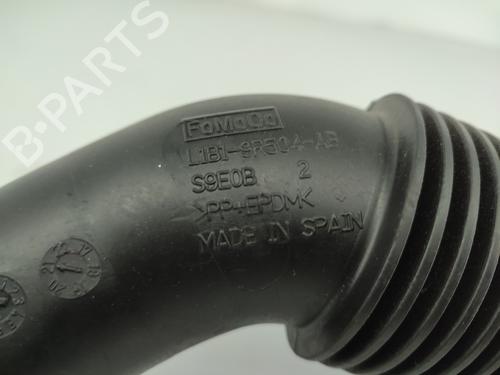 FoMoCo
L1B1-9R504-AB
S9E0B 2
>PP+EPDM<
MADE IN SPAIN
B-PARTS